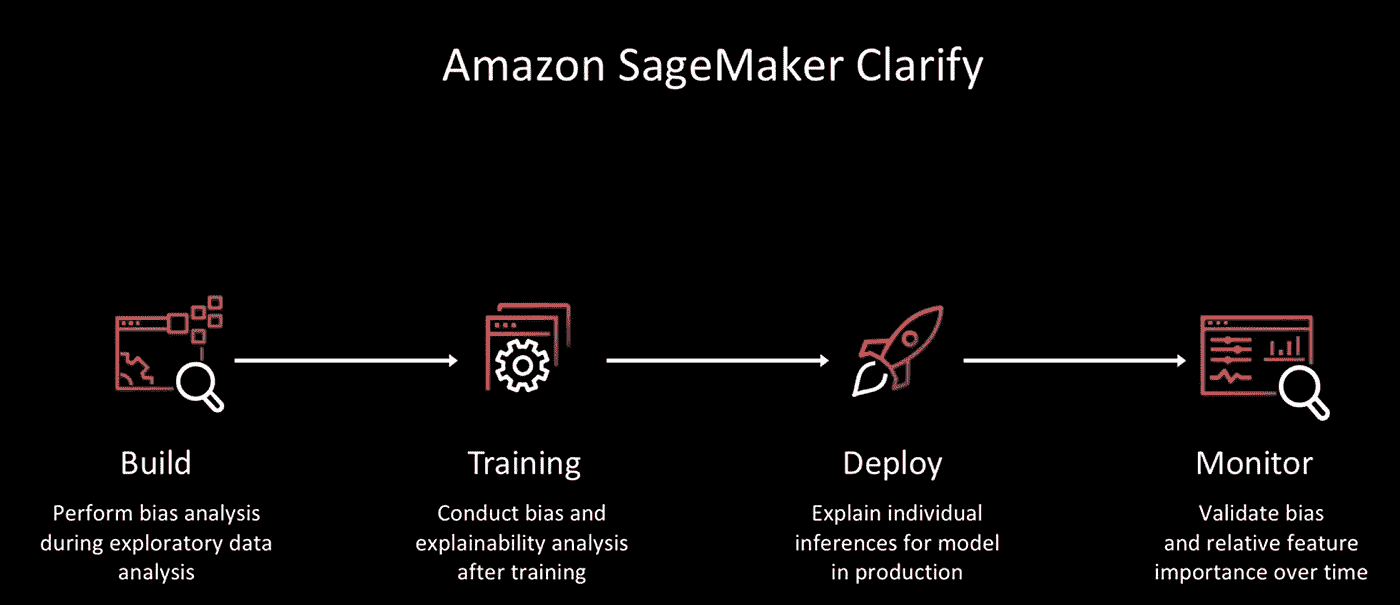 Amazon SageMaker Clarify
Build
Perform bias analysis
during exploratory data
analysis
Training
Conduct bias and
explainability analysis
after training
Deploy
Explain individual
inferences for model
in production
Monitor
Validate bias
and relative feature
importance over time